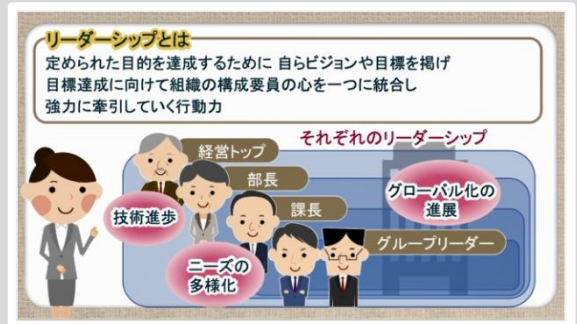 リーダーシップとは
定められた目的を達成するために 自らビジョンや目標を掲げ
目標達成に向けて組織の構成要員の心を一つに統合し
強力に牽引していく行動力
それぞれのリーダーシップ
経営トップ
部長
課長
グループリーダー
技術進歩
ニーズの
多様化
グローバル化の
進展